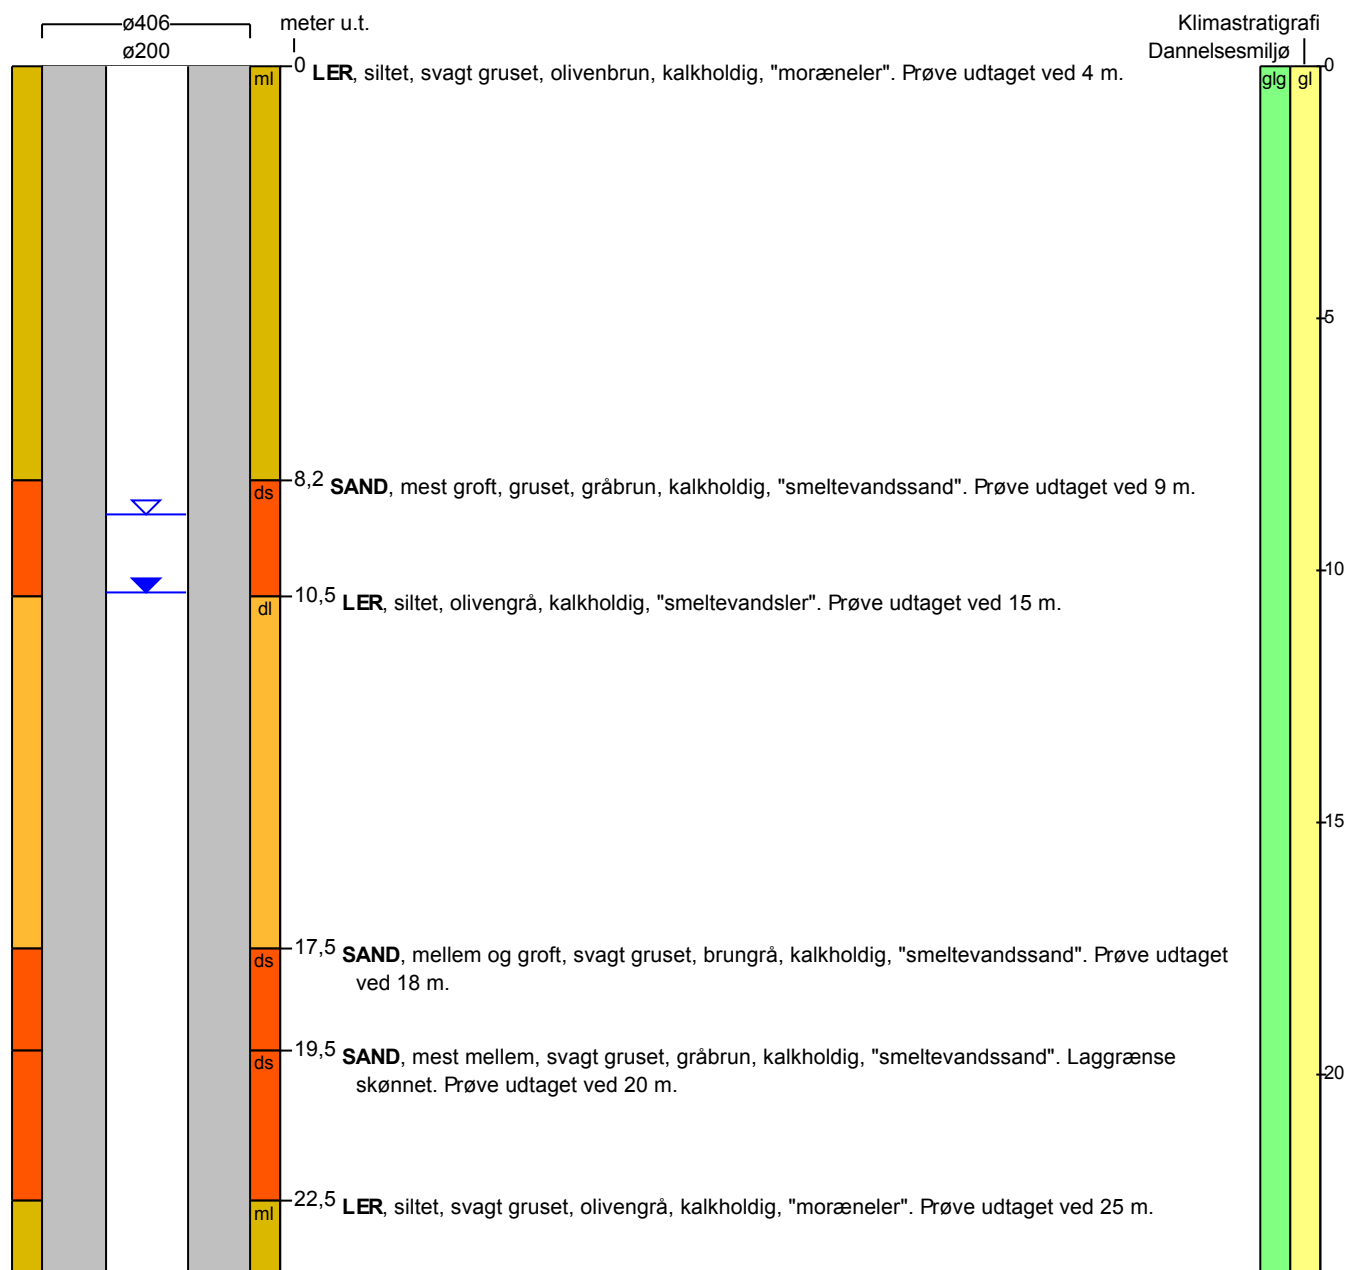 ø406
meter u.t.
Klimastratigrafi
ø200
Dannelsesmiljø
0 LER, siltet, svagt gruset, olivenbrun, kalkholdig, "moræneler". Prøve udtaget ved 4 m.
0
ml
glg
gl
5
8,2 SAND, mest groft, gruset, gråbrun, kalkholdig, "smeltevandssand". Prøve udtaget ved 9 m.
ds
10
10,5 LER, siltet, olivengrå, kalkholdig, "smeltevandsler". Prøve udtaget ved 15 m.
dl
15
17,5 SAND, mellem og groft, svagt gruset, brungrå, kalkholdig, "smeltevandssand". Prøve udtaget
ds
ved 18 m.
19,5 SAND, mest mellem, svagt gruset, gråbrun, kalkholdig, "smeltevandssand". Laggrænse
ds
20
skønnet. Prøve udtaget ved 20 m.
22,5 LER, siltet, svagt gruset, olivengrå, kalkholdig, "moræneler". Prøve udtaget ved 25 m.
ml